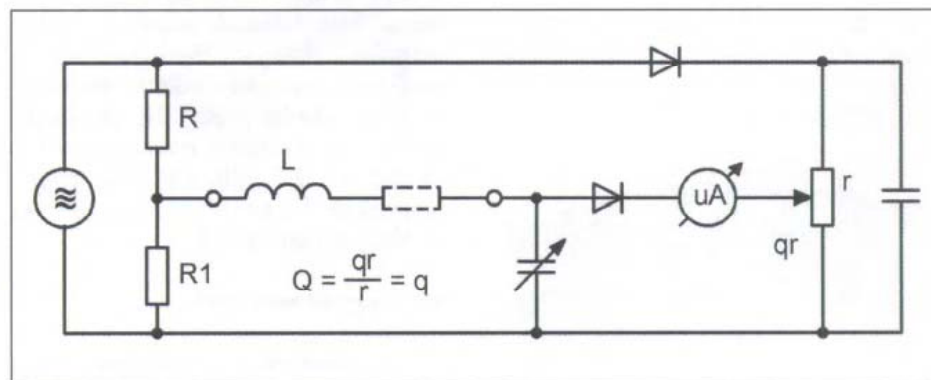 R
L
r
uA
qr
R1
Q = qr/r = q